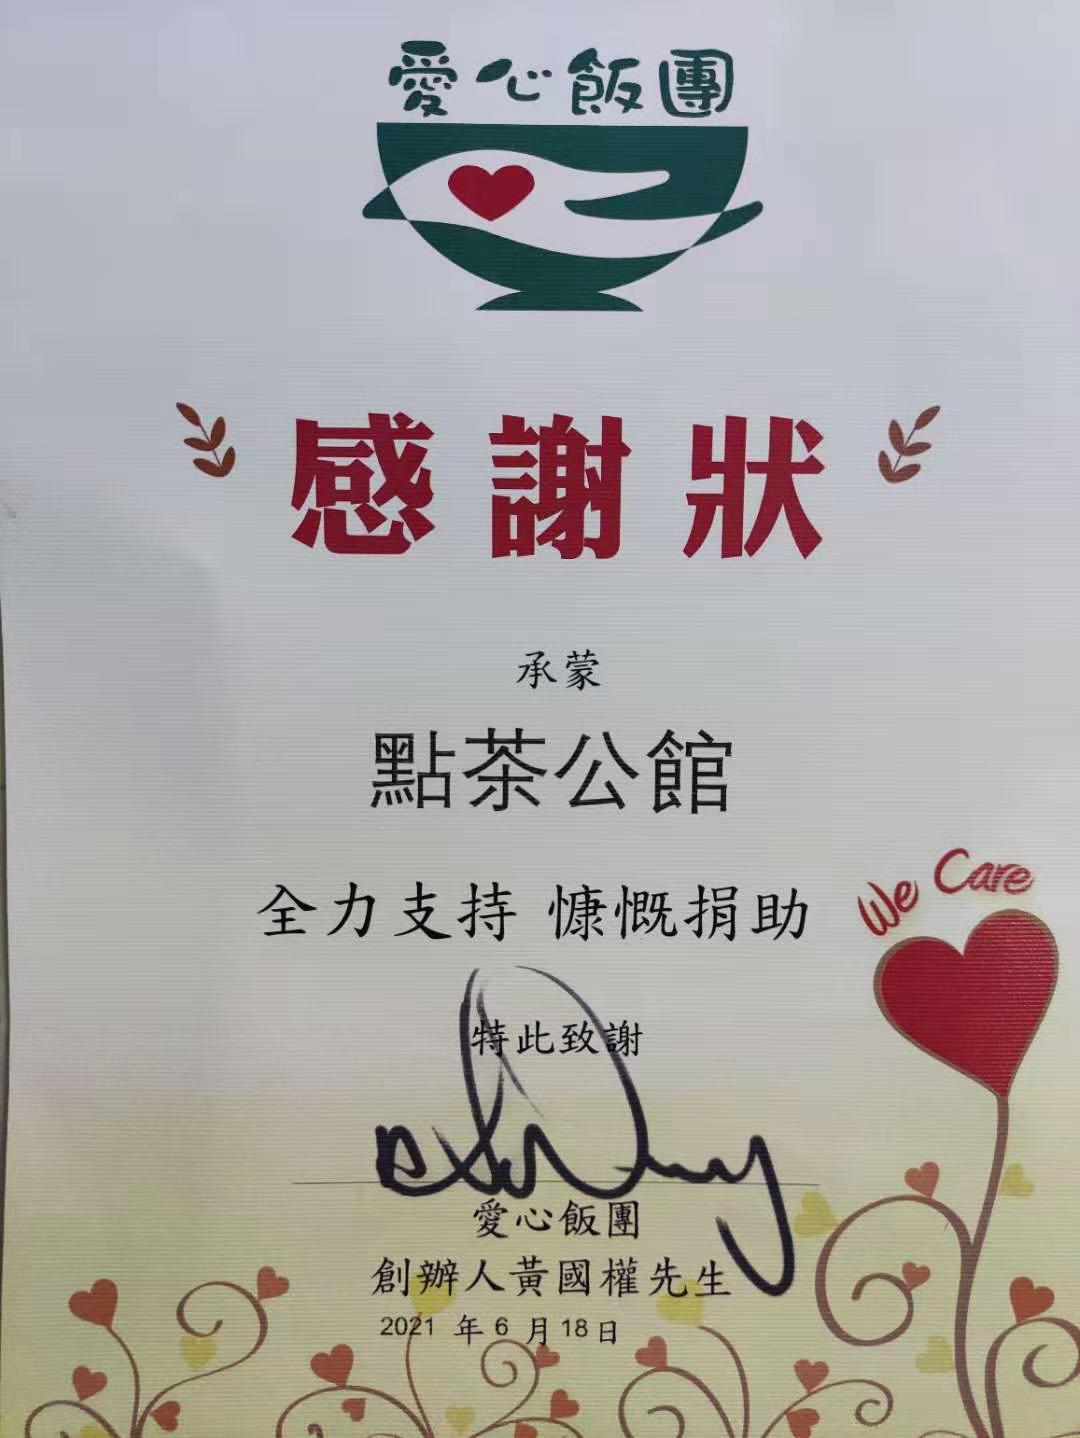 愛心飯團
感謝狀
承蒙
點茶公館
全力支持 慷慨捐助
We Care
特此致謝
愛心飯團
創辦人黃國權先生
2021 年 6 月 18 日